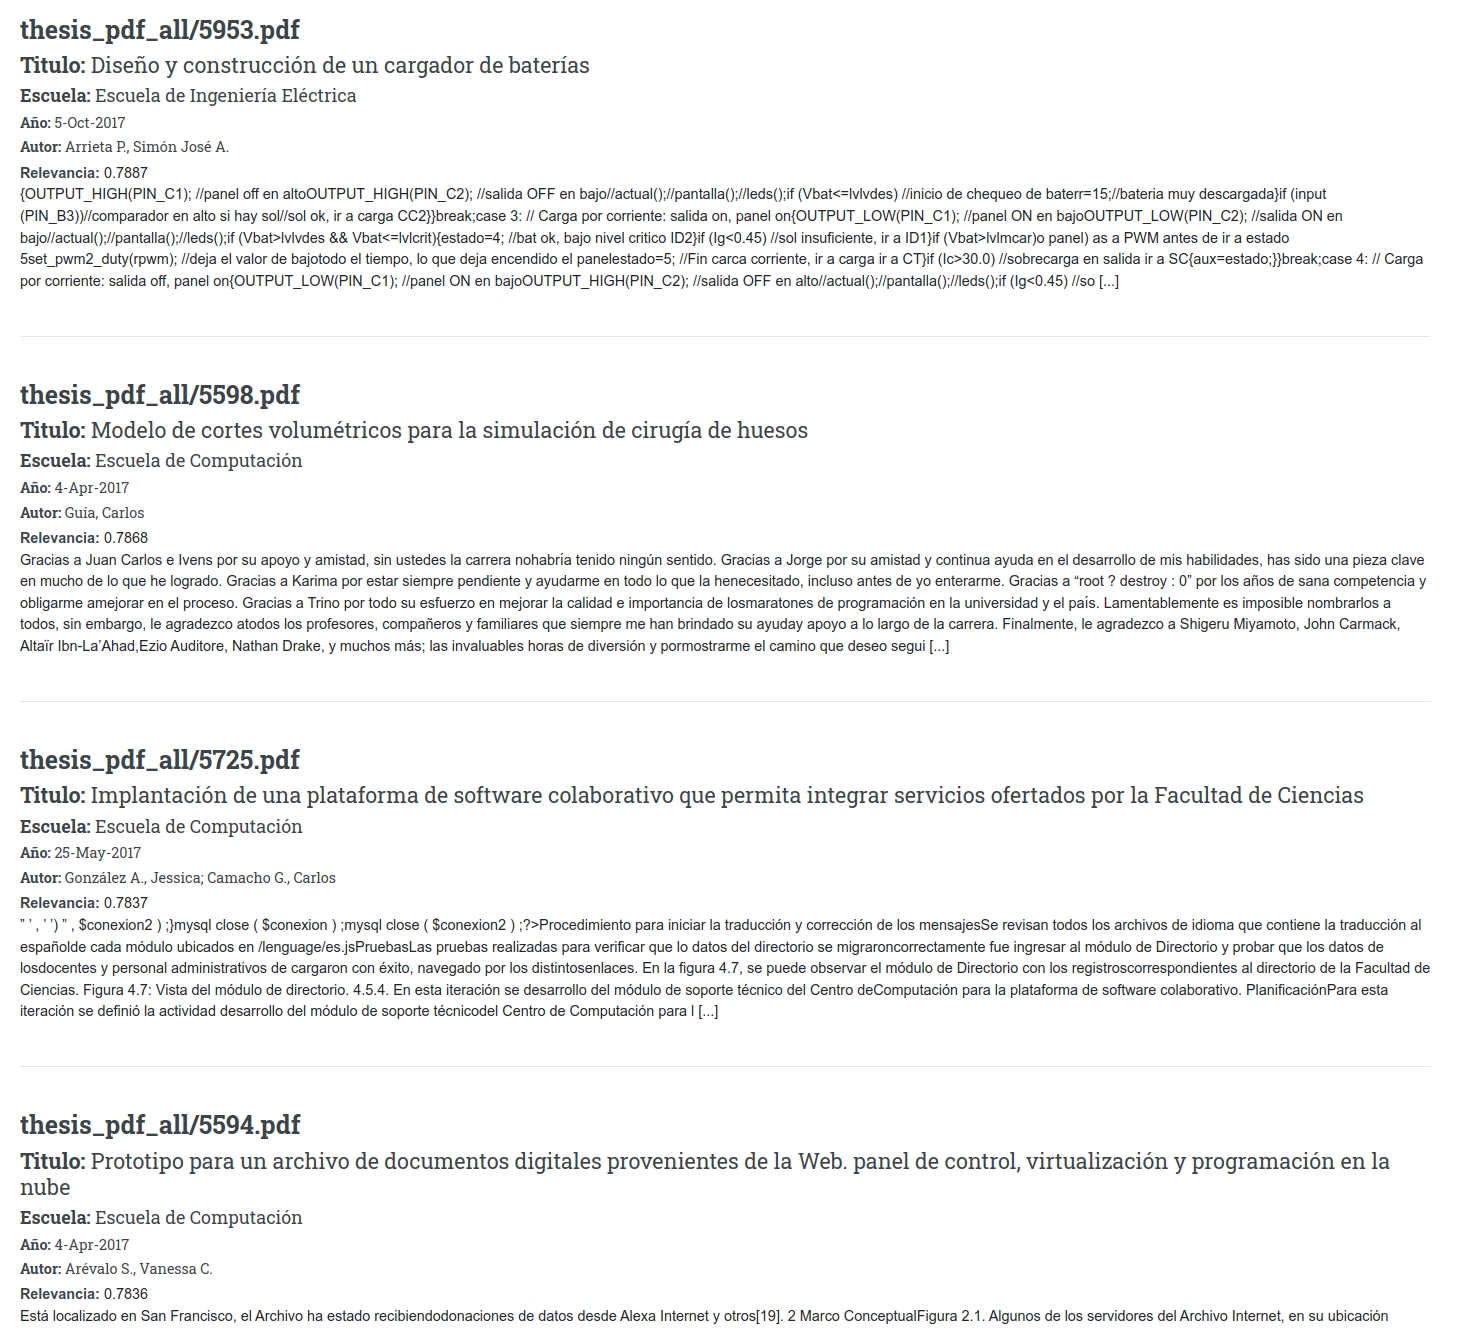 thesis_pdf_all/5953.pdf
Titulo: Diseño y construcción de un cargador de baterías
Escuela: Escuela de Ingeniería Eléctrica
Año: 5-Oct-2017
Autor: Arrieta P., Simón José A.
Relevancia: 0.7887
{OUTPUT_HIGH(PIN_C1); //panel off en altoOUTPUT_HIGH(PIN_C2); //salida OFF en bajo//actual();//pantalla();//leds();if (Vbat<=lvlvdes) //inicio de chequeo de baterr=15;//bateria muy descargada}if (input
(PIN_B3))//comparador en alto si hay sol//sol ok, ir a carga CC2}}break;case 3: // Carga por corriente: salida on, panel on{OUTPUT_LOW(PIN_C1); //panel ON en bajoOUTPUT_LOW(PIN_C2); //salida ON en
bajo//actual();//pantalla();//leds();if (Vbat>lvlvdes && Vbat<=lvlcrit){estado=4; //bat ok, bajo nivel critico ID2}if (Ig<0.45) //sol insuficiente, ir a ID1}if (Vbat>lvlmcar)o panel) as a PWM antes de ir a estado
5set_pwm2_duty(rpwm); //deja el valor de bajotodo el tiempo, lo que deja encendido el panelestado=5; //Fin carca corriente, ir a carga ir a CT}if (Ic>30.0) //sobrecarga en salida ir a SC{aux=estado;}}break;case 4: // Carga
por corriente: salida off, panel on{OUTPUT_LOW(PIN_C1); //panel ON en bajoOUTPUT_HIGH(PIN_C2); //salida OFF en alto//actual();//pantalla();//leds();if (Ig<0.45) //so [...]
thesis_pdf_all/5598.pdf
Titulo: Modelo de cortes volumétricos para la simulación de cirugía de huesos
Escuela: Escuela de Computación
Año: 4-Apr-2017
Autor: Guía, Carlos
Relevancia: 0.7868
Gracias a Juan Carlos e Ivens por su apoyo y amistad, sin ustedes la carrera nohabría tenido ningún sentido. Gracias a Jorge por su amistad y continua ayuda en el desarrollo de mis habilidades, has sido una pieza clave
en mucho de lo que he logrado. Gracias a Karima por estar siempre pendiente y ayudarme en todo lo que la henecesitado, incluso antes de yo enterarme. Gracias a “root ? destroy : 0” por los años de sana competencia y
obligarme amejorar en el proceso. Gracias a Trino por todo su esfuerzo en mejorar la calidad e importancia de losmaratones de programación en la universidad y el país. Lamentablemente es imposible nombrarlos a
todos, sin embargo, le agradezco atodos los profesores, compañeros y familiares que siempre me han brindado su ayuday apoyo a lo largo de la carrera. Finalmente, le agradezco a Shigeru Miyamoto, John Carmack,
Altaïr Ibn-La’Ahad,Ezio Auditore, Nathan Drake, y muchos más; las invaluables horas de diversión y pormostrarme el camino que deseo segui [...]
thesis_pdf_all/5725.pdf
Titulo: Implantación de una plataforma de software colaborativo que permita integrar servicios ofertados por la Facultad de Ciencias
Escuela: Escuela de Computación
Año: 25-May-2017
Autor: González A., Jessica; Camacho G., Carlos
Relevancia: 0.7837
” ’ , ’ ’) ” , $conexion2 ) ;}mysql close ( $conexion ) ;mysql close ( $conexion2 ) ;?>Procedimiento para iniciar la traducción y corrección de los mensajesSe revisan todos los archivos de idioma que contiene la traducción al
españolde cada módulo ubicados en /lenguage/es.jsPruebasLas pruebas realizadas para verificar que lo datos del directorio se migraroncorrectamente fue ingresar al módulo de Directorio y probar que los datos de
losdocentes y personal administrativos de cargaron con éxito, navegado por los distintosenlaces. En la figura 4.7, se puede observar el módulo de Directorio con los registroscorrespondientes al directorio de la Facultad de
Ciencias. Figura 4.7: Vista del módulo de directorio. 4.5.4. En esta iteración se desarrollo del módulo de soporte técnico del Centro deComputación para la plataforma de software colaborativo. PlanificaciónPara esta
iteración se definió la actividad desarrollo del módulo de soporte técnicodel Centro de Computación para l [...]
thesis_pdf_all/5594.pdf
Titulo: Prototipo para un archivo de documentos digitales provenientes de la Web. panel de control, virtualización y programación en la
nube
Escuela: Escuela de Computación
Año: 4-Apr-2017
Autor: Arévalo S., Vanessa C.
Relevancia: 0.7836
Está localizado en San Francisco, el Archivo ha estado recibiendodonaciones de datos desde Alexa Internet y otros[19]. 2 Marco ConceptualFigura 2.1. Algunos de los servidores del Archivo Internet, en su ubicación